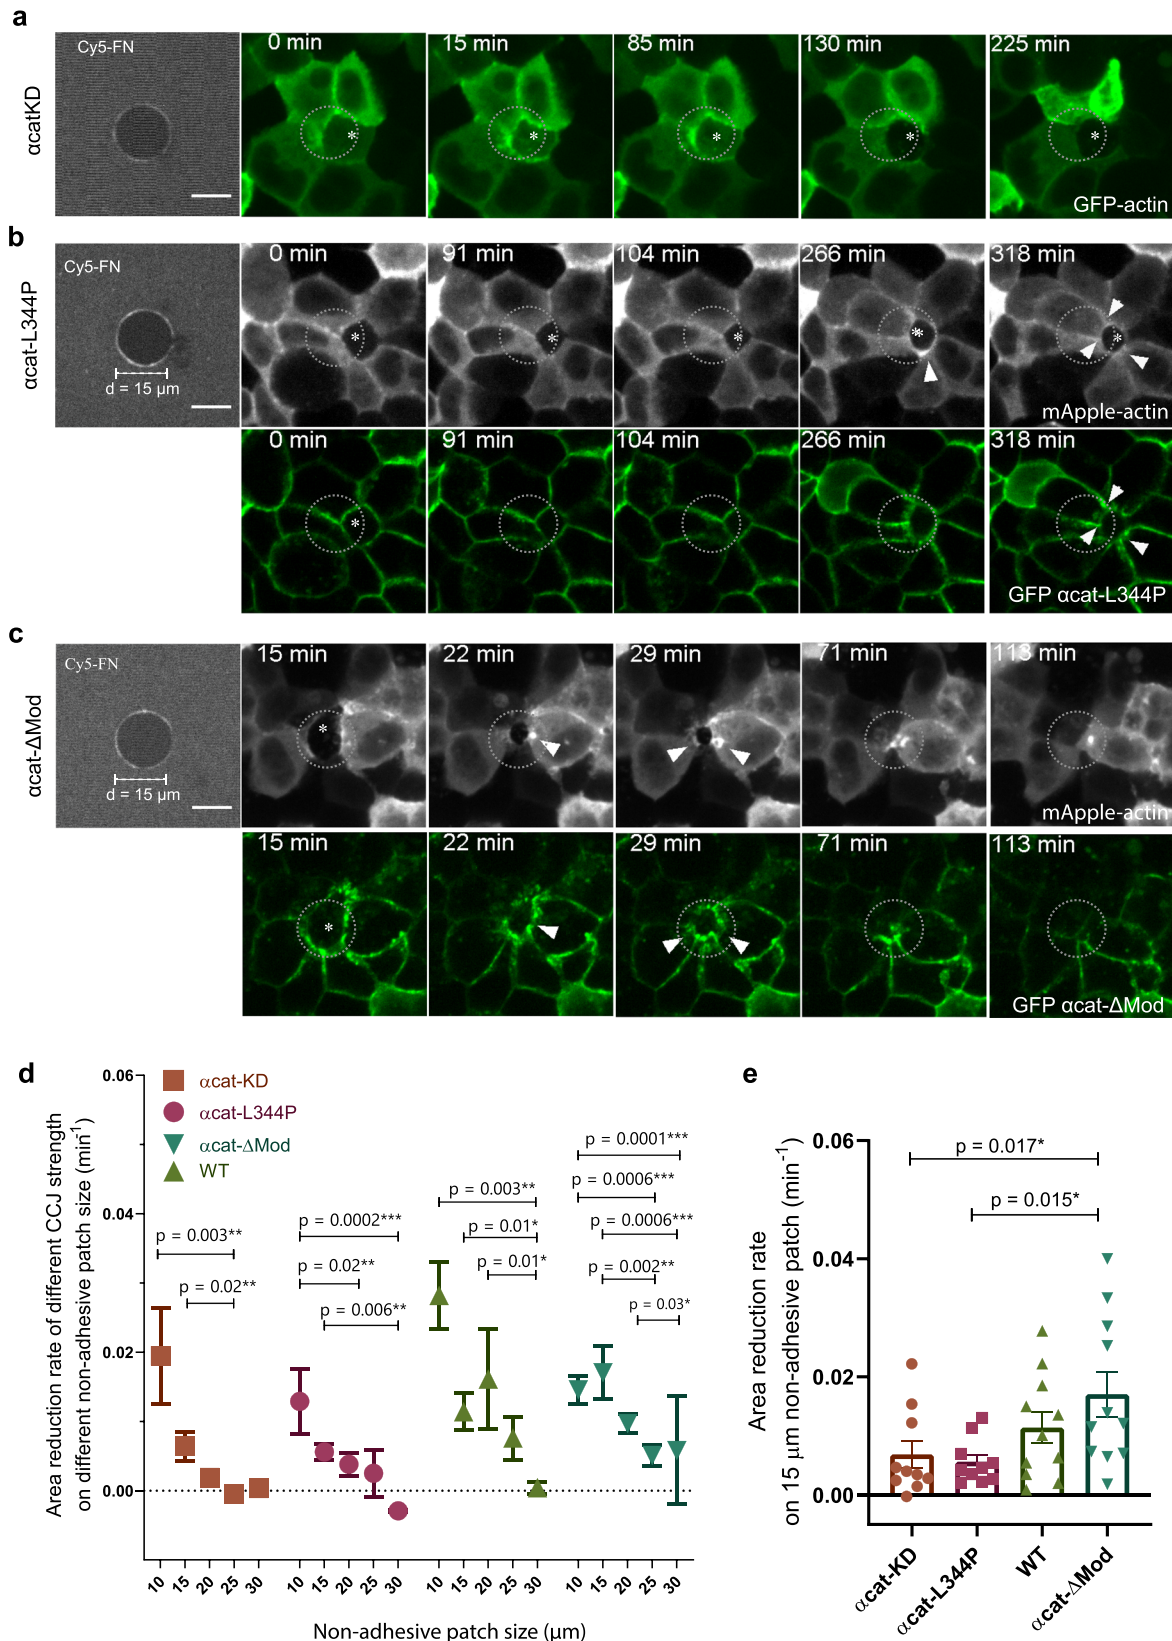 a
αcatKD
Cy5-FN
0 min
15 min
85 min
130 min
225 min
*
*
*
*
*
GFP-actin
b
αcat-L344P
Cy5-FN
d = 15 μm
0 min
91 min
104 min
266 min
318 min
*
*
*
**
*
mApple-actin
0 min
91 min
104 min
266 min
318 min
*
GFP αcat-L344P
c
αcat-ΔMod
Cy5-FN
d = 15 μm
15 min
22 min
29 min
71 min
113 min
*
mApple-actin
15 min
22 min
29 min
71 min
113 min
*
GFP αcat-ΔMod
d
Area reduction rate of different CCJ strength
on different non-adhesive patch size (min⁻¹)
0.06
0.04
0.02
0.00
αcat-KD
αcat-L344P
αcat-ΔMod
WT
p = 0.003**
p = 0.02**
p = 0.0002***
p = 0.02**
p = 0.006**
p = 0.003**
p = 0.01*
p = 0.01*
p = 0.0001***
p = 0.0006***
p = 0.0006***
p = 0.002**
p = 0.03*
10 15 20 25 30 10 15 20 25 30 10 15 20 25 30 10 15 20 25 30
Non-adhesive patch size (μm)
e
Area reduction rate
on 15 μm non-adhesive patch (min⁻¹)
0.06
0.04
0.02
0.00
p = 0.017*
p = 0.015*
αcat-KD
αcat-L344P
WT
αcat-ΔMod